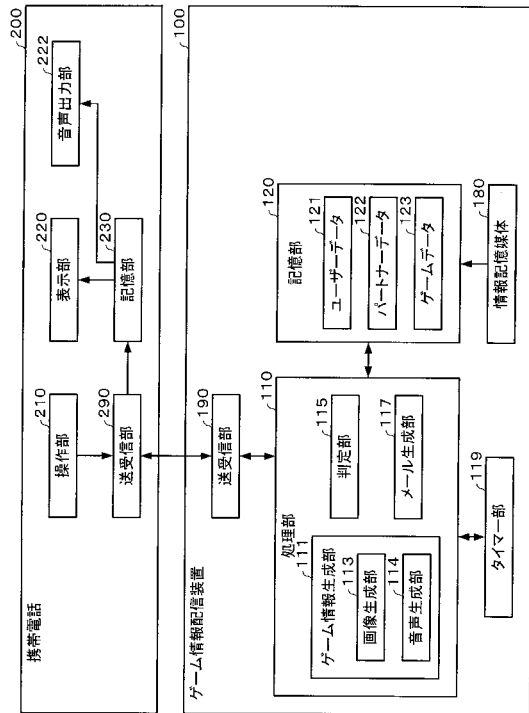 携帯電話
200
操作部
210
送受信部
290
表示部
220
記憶部
230
音声出力部
222
ゲーム情報配信装置
100
送受信部
190
処理部
110
ゲーム情報生成部
111
画像生成部
113
音声生成部
114
判定部
115
メール生成部
117
タイマー部
119
記憶部
120
ユーザーデータ
121
パートナーデータ
122
ゲームデータ
123
情報記憶媒体
180